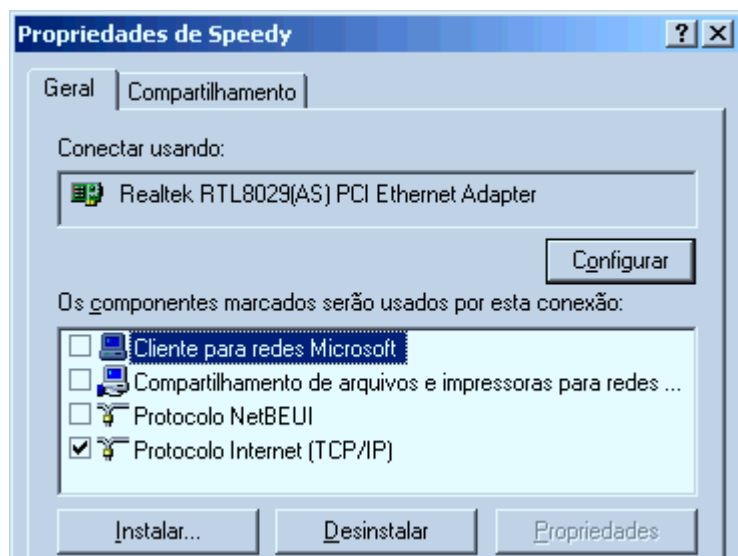 Propriedades de Speedy
Geral
Compartilhamento
Conectar usando:
Realtek RTL8029(AS) PCI Ethernet Adapter
Configurar
Os componentes marcados serão usados por esta conexão:
Cliente para redes Microsoft
Compartilhamento de arquivos e impressoras para redes ...
Protocolo NetBEUI
Protocolo Internet (TCP/IP)
Instalar... Desinstalar Propriedades